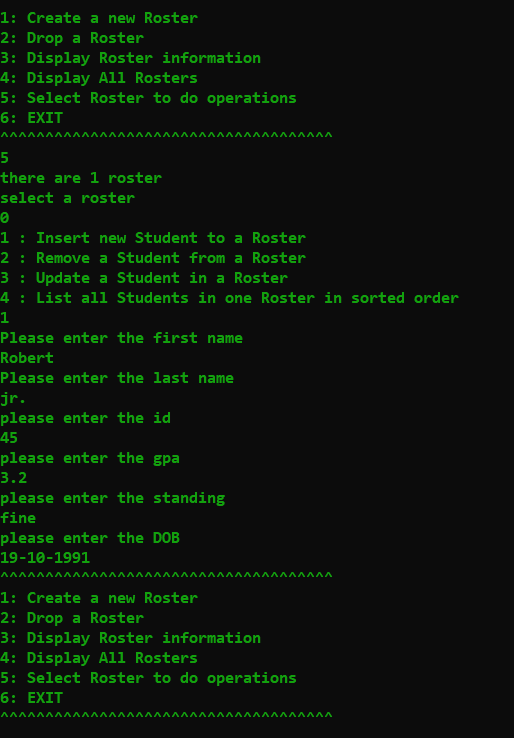 1: Create a new Roster
2: Drop a Roster
3: Display Roster information
4: Display All Rosters
5: Select Roster to do operations
6: EXIT
^^^^^^^^^^^^^^^^^^^^^^^^^^^^^^^^^^^^^
5
there are 1 roster
select a roster
0
1 : Insert new Student to a Roster
2 : Remove a Student from a Roster
3 : Update a Student in a Roster
4 : List all Students in one Roster in sorted order
1
Please enter the first name
Robert
Please enter the last name
jr.
please enter the id
45
please enter the gpa
3.2
please enter the standing
fine
please enter the DOB
19-10-1991
^^^^^^^^^^^^^^^^^^^^^^^^^^^^^^^^^^^^^
1: Create a new Roster
2: Drop a Roster
3: Display Roster information
4: Display All Rosters
5: Select Roster to do operations
6: EXIT
^^^^^^^^^^^^^^^^^^^^^^^^^^^^^^^^^^^^^